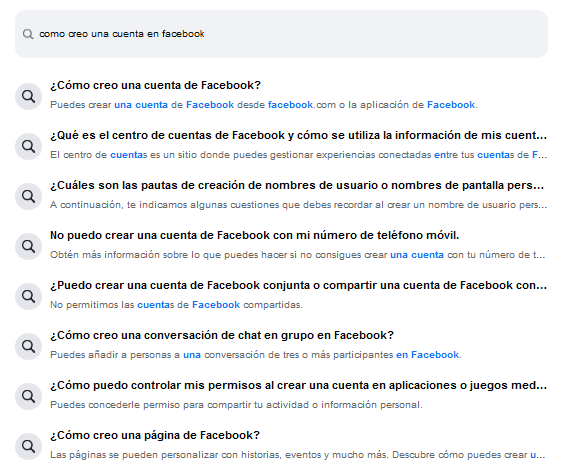 como creo una cuenta en facebook
¿Cómo creo una cuenta de Facebook?
Puedes crear una cuenta de Facebook desde facebook.com o la aplicación de Facebook.
¿Qué es el centro de cuentas de Facebook y cómo se utiliza la información de mis cuent...
El centro de cuentas es un sitio donde puedes gestionar experiencias conectadas entre tus cuentas de F...
¿Cuáles son las pautas de creación de nombres de usuario o nombres de pantalla pers...
A continuación, te indicamos algunas cuestiones que debes recordar al crear un nombre de usuario pers...
No puedo crear una cuenta de Facebook con mi número de teléfono móvil.
Obtén más información sobre lo que puedes hacer si no consigues crear una cuenta con tu número de t...
¿Puedo crear una cuenta de Facebook conjunta o compartir una cuenta de Facebook con...
No permitimos las cuentas de Facebook compartidas.
¿Cómo creo una conversación de chat en grupo en Facebook?
Puedes añadir a personas a una conversación de tres o más participantes en Facebook.
¿Cómo puedo controlar mis permisos al crear una cuenta en aplicaciones o juegos med...
Puedes concederle permiso para compartir tu actividad o información personal.
¿Cómo creo una página de Facebook?
Las páginas se pueden personalizar con historias, eventos y mucho más. Descubre cómo puedes crear u...